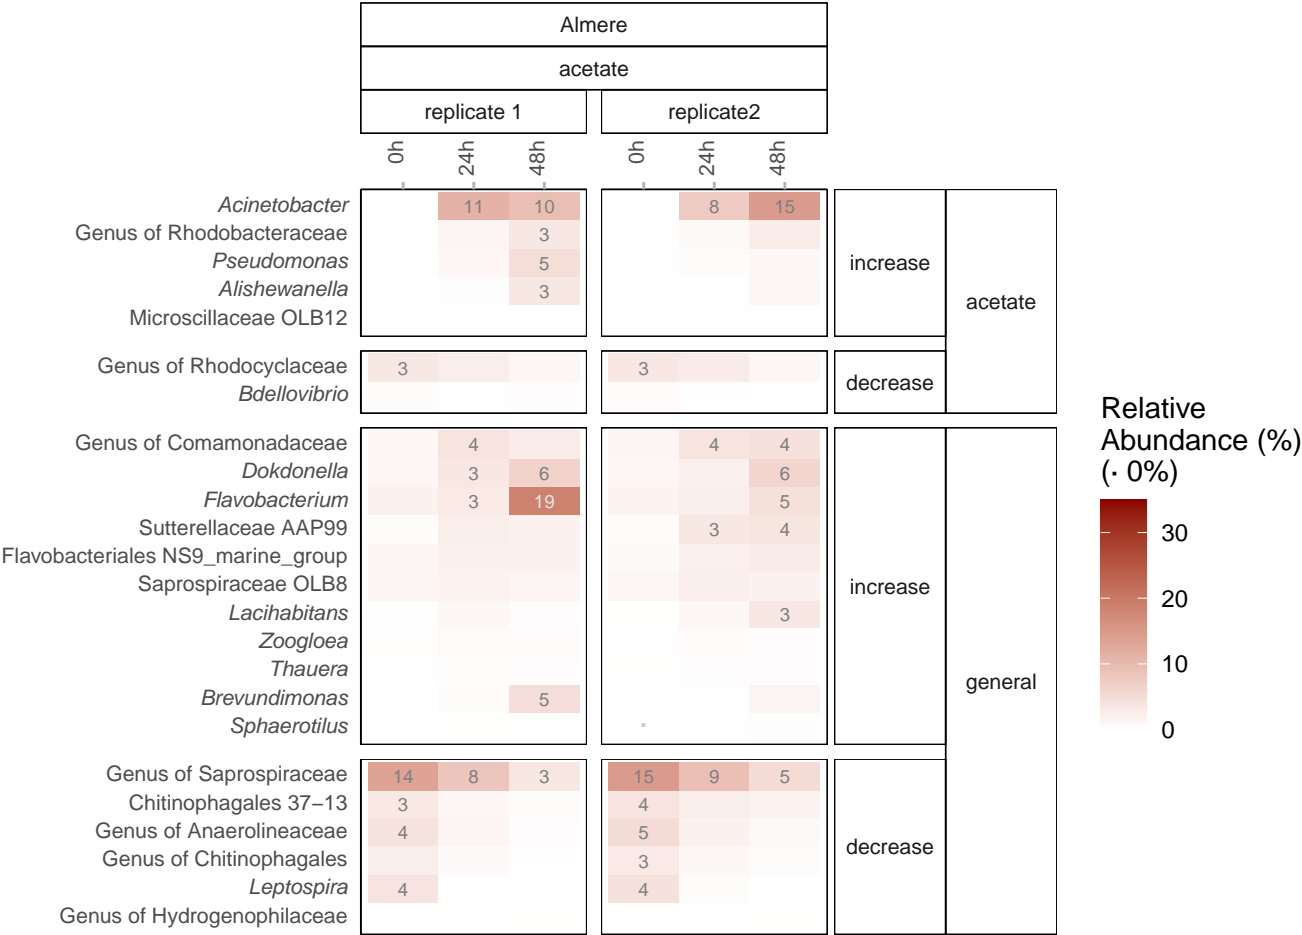 Almere
acetate
replicate 1
replicate2
0h
24h
48h
0h
24h
48h
Acinetobacter 11 10 8 15
Genus of Rhodobacteraceae 3
Pseudomonas 5
Alishewanella 3
Microscillaceae OLB12
increase
acetate
Genus of Rhodocyclaceae 3 3
Bdellovibrio
decrease
Genus of Comamonadaceae 4 4 4
Dokdonella 3 6 6
Flavobacterium 3 19 5
Sutterellaceae AAP99 3 4
Flavobacteriales NS9_marine_group
Saprospiraceae OLB8
Lacihabitans 3
Zoogloea
Thauera
Brevundimonas 5
Sphaerotilus
increase
general
Genus of Saprospiraceae 14 8 3 15 9 5
Chitinophagales 37−13 3 4
Genus of Anaerolineaceae 4 5
Genus of Chitinophagales 3
Leptospira 4 4
Genus of Hydrogenophilaceae
decrease
Relative
Abundance (%)
(· 0%)
30
20
10
0